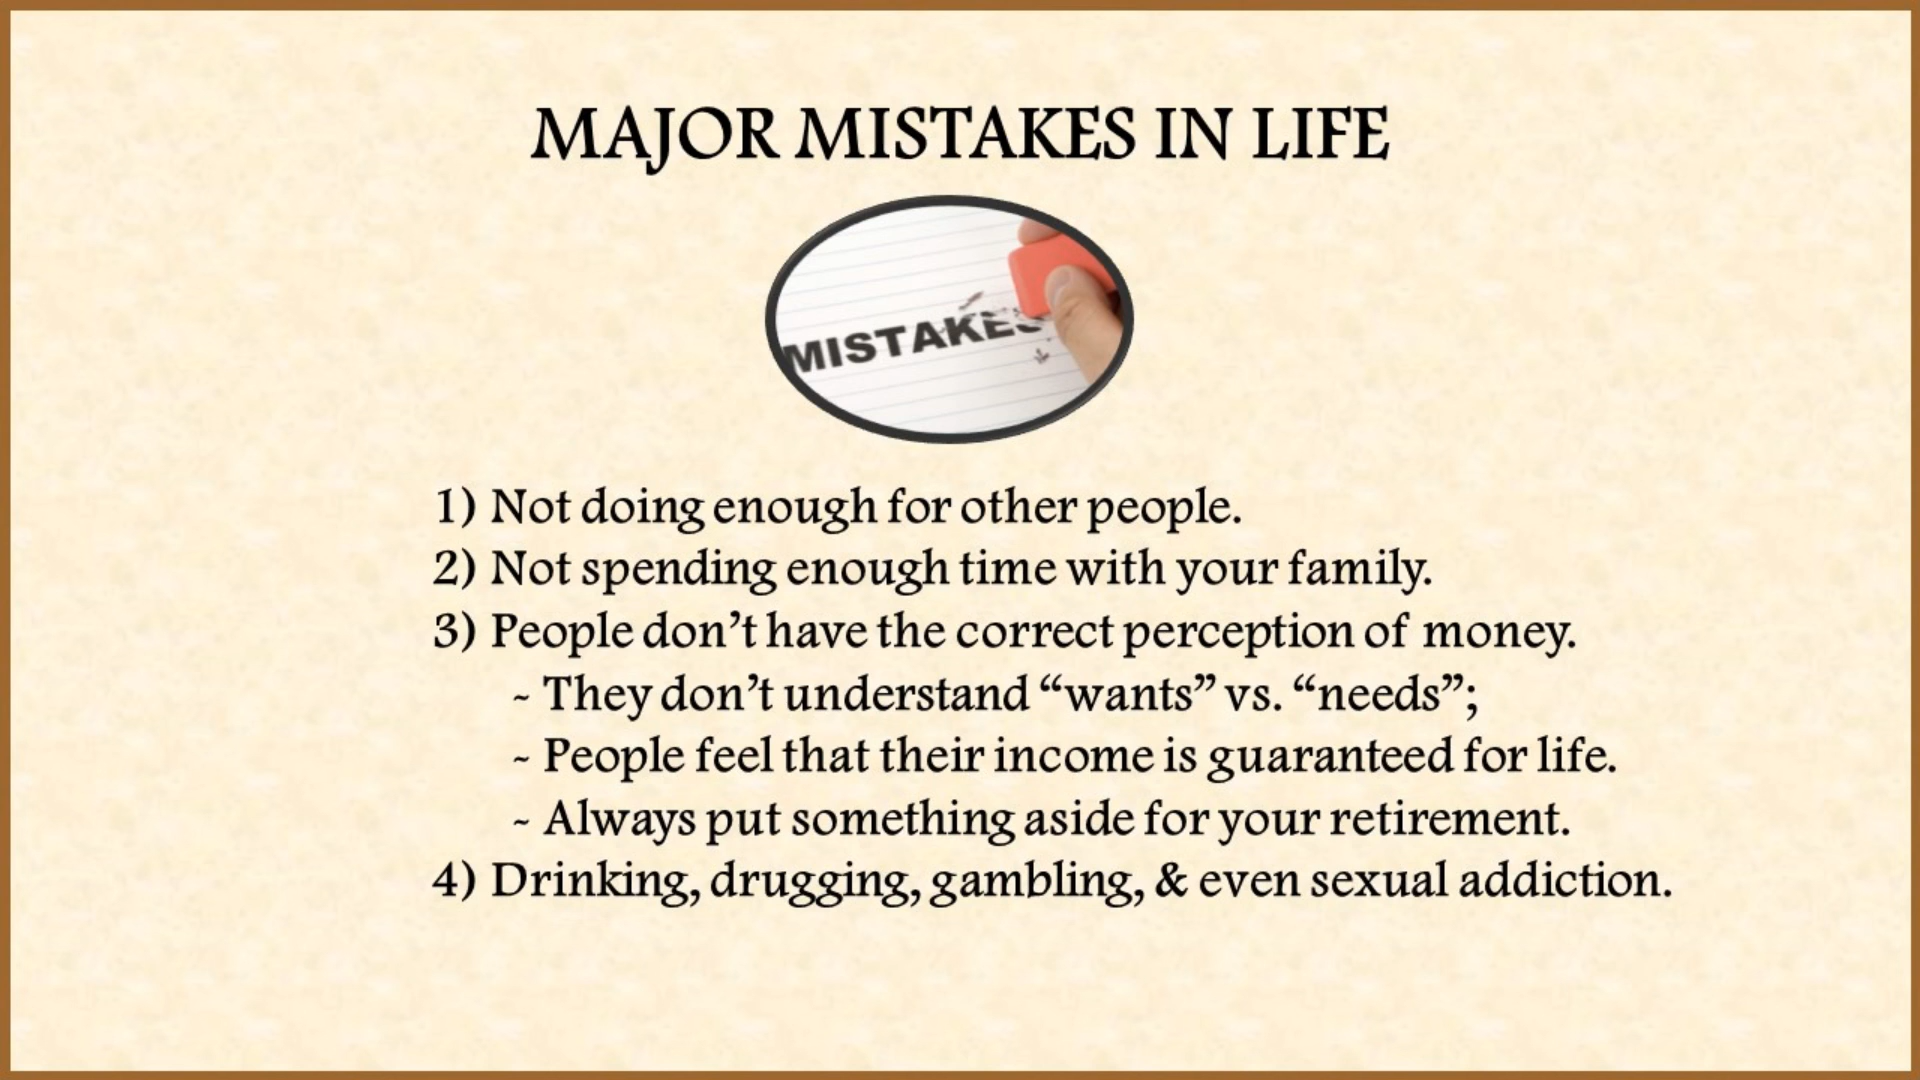 MAJOR MISTAKES IN LIFE
MISTAKES
1) Not doing enough for other people.
2) Not spending enough time with your family.
3) People don’t have the correct perception of money.
~ They don’t understand “wants” vs. “needs”;
~ People feel that their income is guaranteed for life.
~ Always put something aside for your retirement.
4) Drinking, drugging, gambling, & even sexual addiction.